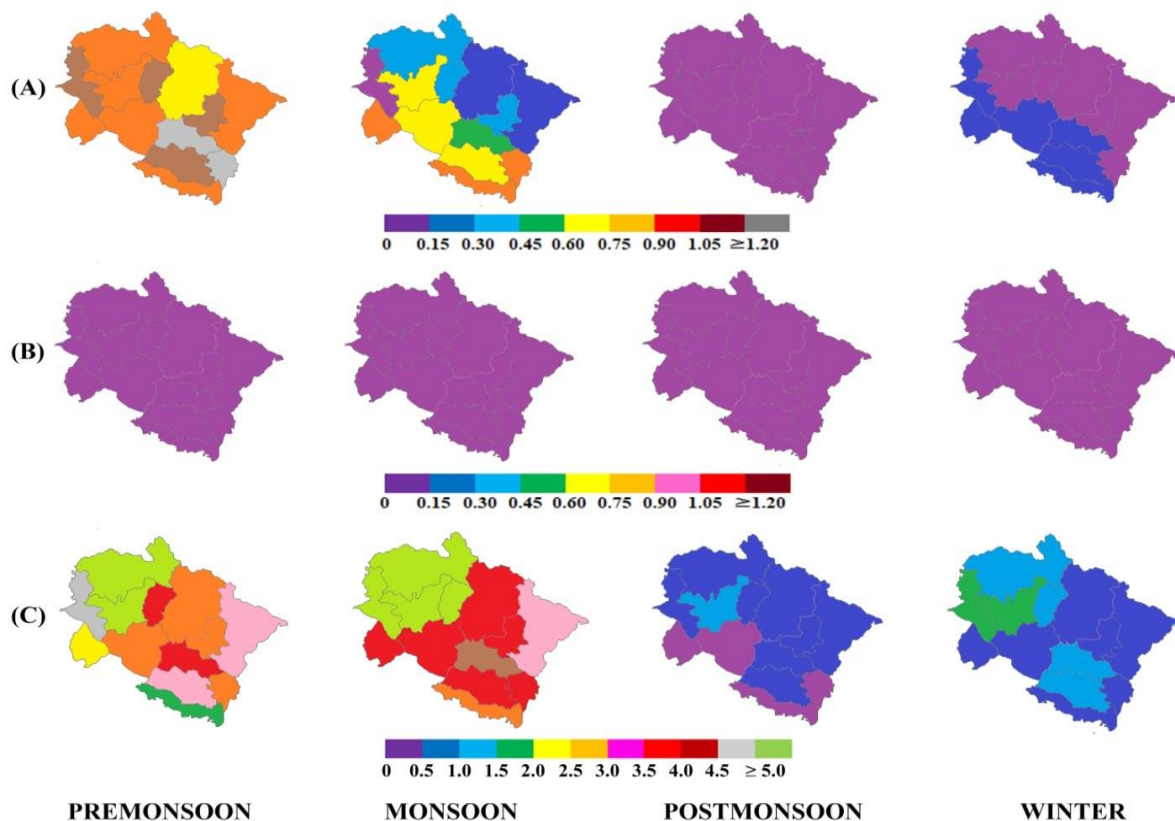 (A)
0 0.15 0.30 0.45 0.60 0.75 0.90 1.05 ≥1.20
(B)
0 0.15 0.30 0.45 0.60 0.75 0.90 1.05 ≥1.20
(C)
0 0.5 1.0 1.5 2.0 2.5 3.0 3.5 4.0 4.5 ≥ 5.0
PREMONSOON MONSOON POSTMONSOON WINTER